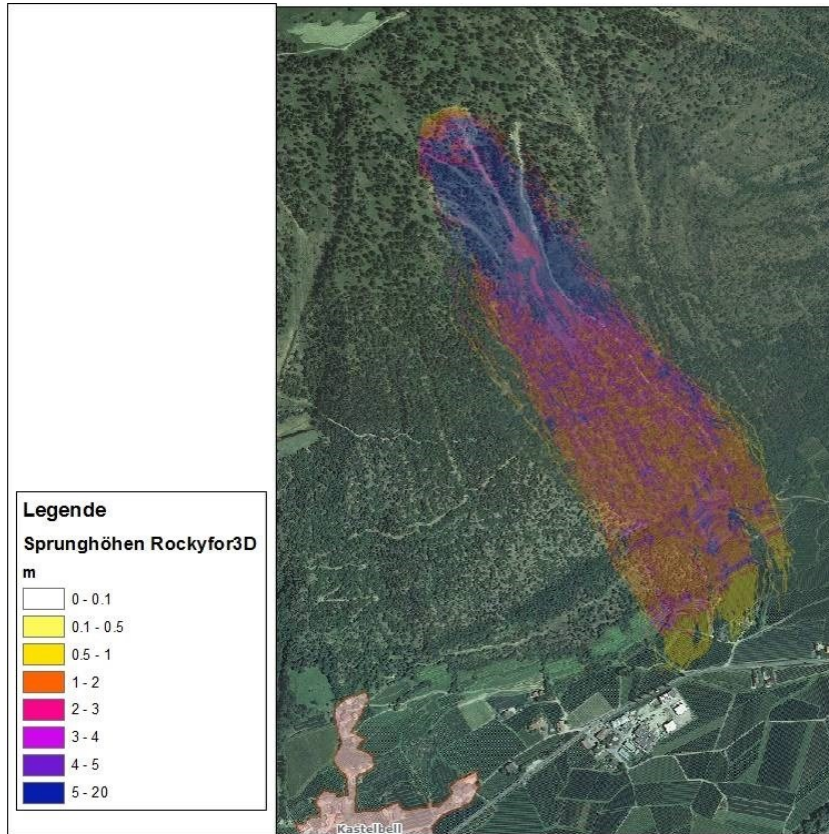 Legende
Sprunghöhen Rockyfor3D
m
0 - 0.1
0.1 - 0.5
0.5 - 1
1 - 2
2 - 3
3 - 4
4 - 5
5 - 20
Kastelbell